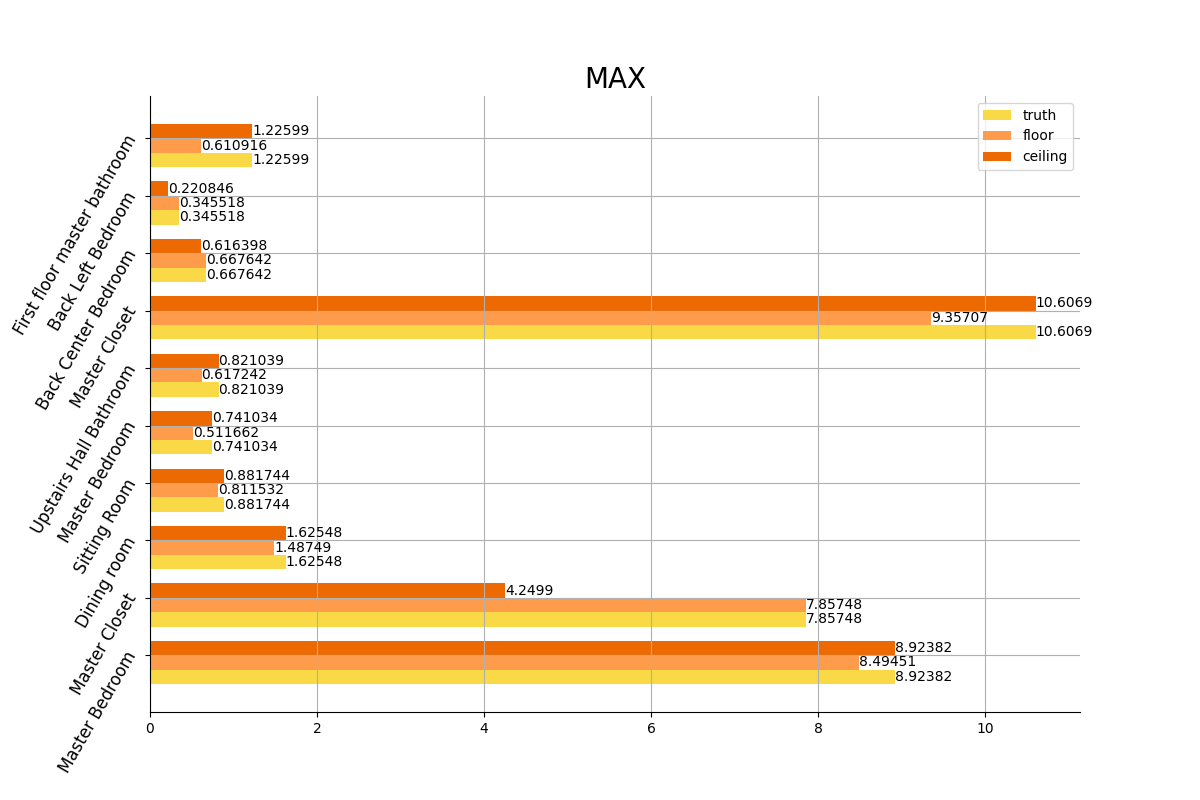 MAX
truth
floor
ceiling
First floor master bathroom
1.22599
0.610916
1.22599
Back Left Bedroom
0.220846
0.345518
0.345518
Back Center Bedroom
0.616398
0.667642
0.667642
Master Closet
10.6069
9.35707
10.6069
Upstairs Hall Bathroom
0.821039
0.617242
0.821039
Master Bedroom
0.741034
0.511662
0.741034
Sitting Room
0.881744
0.811532
0.881744
Dining room
1.62548
1.48749
1.62548
Master Closet
4.2499
7.85748
7.85748
Master Bedroom
8.92382
8.49451
8.92382
0 2 4 6 8 10